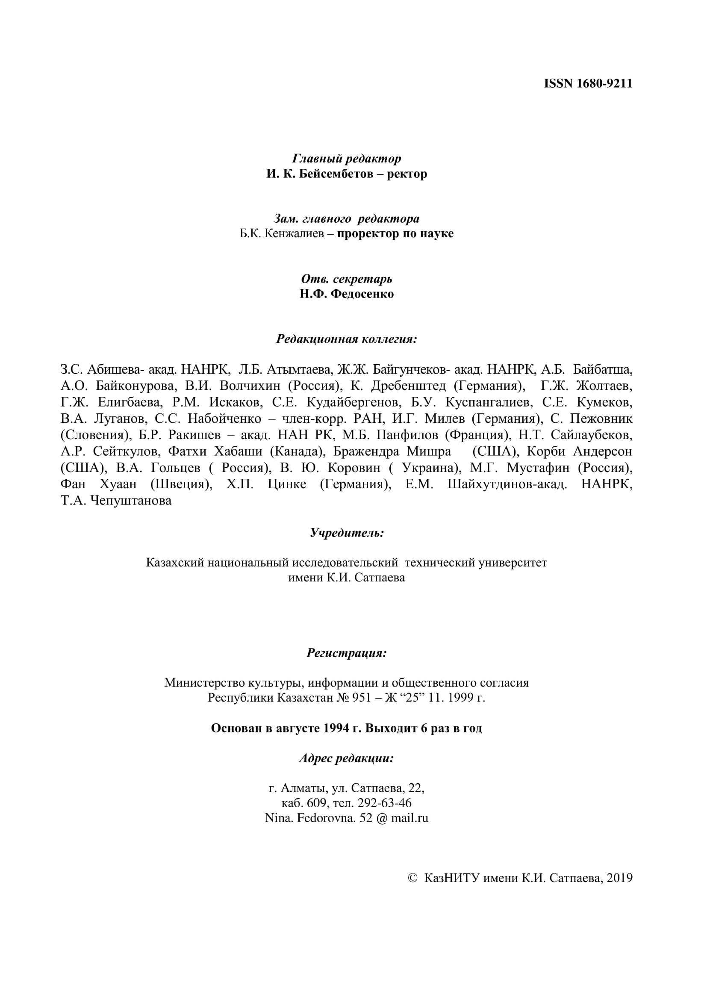 ISSN 1680-9211
Главный редактор
И. К. Бейсембетов – ректор
Зам. главного редактора
Б.К. Кенжалиев – проректор по науке
Отв. секретарь
Н.Ф. Федосенко
Редакционная коллегия:
З.С. Абишева- акад. НАНРК, Л.Б. Атымтаева, Ж.Ж. Байгунчеков- акад. НАНРК, А.Б. Байбатша,
А.О. Байконурова, В.И. Волчихин (Россия), К. Дребенштед (Германия), Г.Ж. Жолтаев,
Г.Ж. Елигбаева, Р.М. Искаков, С.Е. Кудайбергенов, Б.У. Куспангалиев, С.Е. Кумеков,
В.А. Луганов, С.С. Набойченко – член-корр. РАН, И.Г. Милев (Германия), С. Пежовник
(Словения), Б.Р. Ракишев – акад. НАН РК, М.Б. Панфилов (Франция), Н.Т. Сайлаубеков,
А.Р. Сейткулов, Фатхи Хабаши (Канада), Бражендра Мишра (США), Корби Андерсон
(США), В.А. Гольцев ( Россия), В. Ю. Коровин ( Украина), М.Г. Мустафин (Россия),
Фан Хуаан (Швеция), Х.П. Цинке (Германия), Е.М. Шайхутдинов-акад. НАНРК,
Т.А. Чепуштанова
Учредитель:
Казахский национальный исследовательский технический университет
имени К.И. Сатпаева
Регистрация:
Министерство культуры, информации и общественного согласия
Республики Казахстан № 951 – Ж “25” 11. 1999 г.
Основан в августе 1994 г. Выходит 6 раз в год
Адрес редакции:
г. Алматы, ул. Сатпаева, 22,
каб. 609, тел. 292-63-46
Nina. Fedorovna. 52 @ mail.ru
© КазНИТУ имени К.И. Сатпаева, 2019